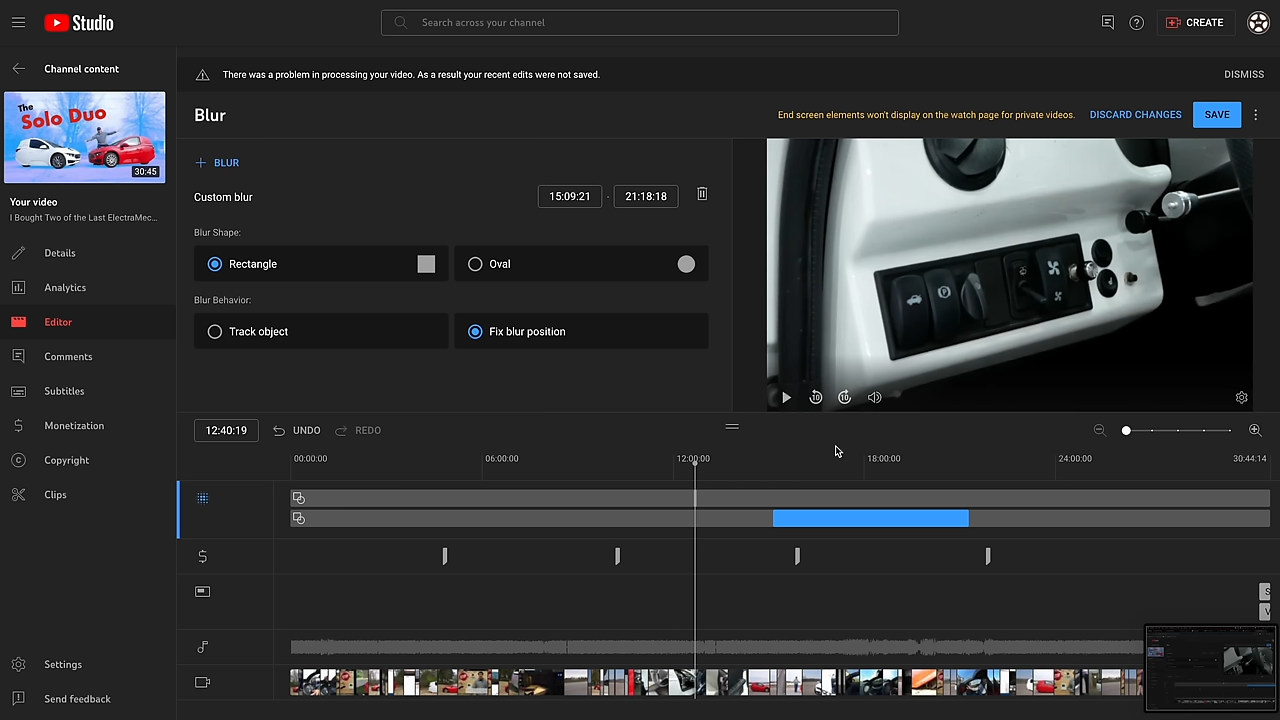 Studio
Search across your channel
CREATE
Channel content
There was a problem in processing your video. As a result your recent edits were not saved.
DISMISS
The
Solo Duo
30:45
Blur
End screen elements won't display on the watch page for private videos.
DISCARD CHANGES
SAVE
BLUR
Custom blur
15:09:21 - 21:18:18
Your video
I Bought Two of the Last ElectraMec...
Blur Shape:
Rectangle
Oval
Blur Behavior:
Track object
Fix blur position
Details
Analytics
Editor
Comments
Subtitles
Monetization
Copyright
Clips
Settings
Send feedback
10
10
12:40:19
UNDO
REDO
00:00:00
06:00:00
12:00:00
18:00:00
24:00:00
30:44:14
S
V